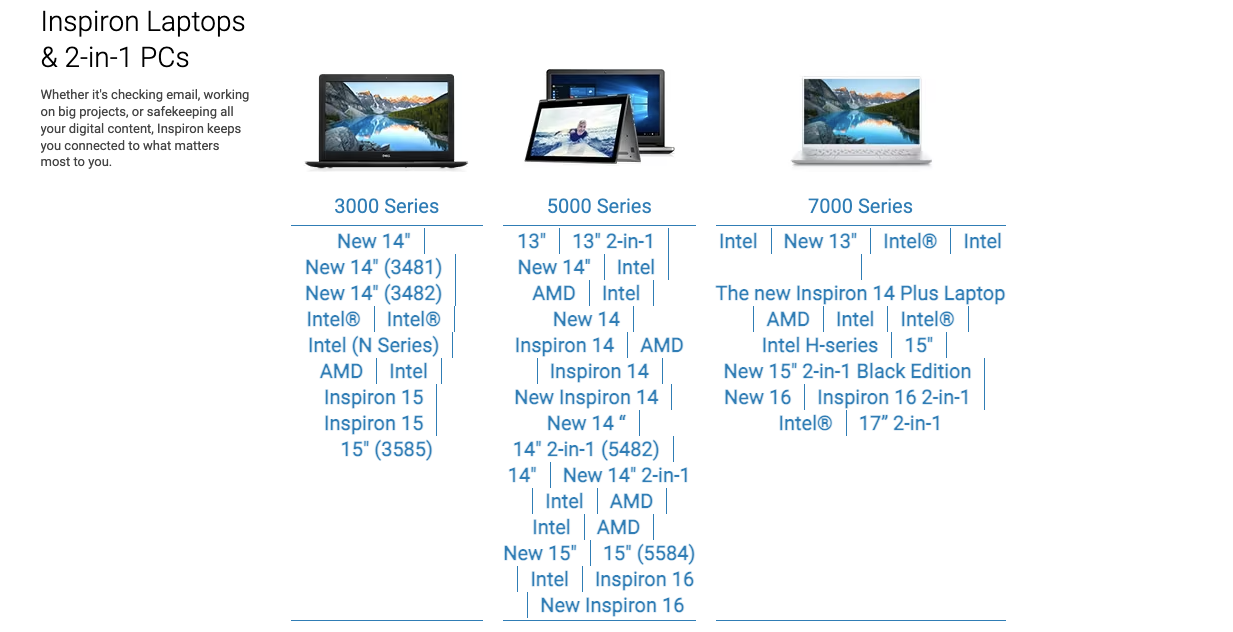 Inspiron Laptops
& 2-in-1 PCs
Whether it's checking email, working
on big projects, or safekeeping all
your digital content, Inspiron keeps
you connected to what matters
most to you.
3000 Series
New 14"
New 14" (3481)
New 14" (3482)
Intel® Intel®
Intel (N Series)
AMD Intel
Inspiron 15
Inspiron 15
15" (3585)
5000 Series
13" 13" 2-in-1
New 14" Intel
AMD Intel
New 14
Inspiron 14 AMD
Inspiron 14
New Inspiron 14
New 14 “
14" 2-in-1 (5482)
14" New 14" 2-in-1
Intel AMD
Intel AMD
New 15" 15" (5584)
Intel Inspiron 16
New Inspiron 16
7000 Series
Intel New 13" Intel® Intel
The new Inspiron 14 Plus Laptop
AMD Intel Intel®
Intel H-series 15"
New 15" 2-in-1 Black Edition
New 16 Inspiron 16 2-in-1
Intel® 17” 2-in-1